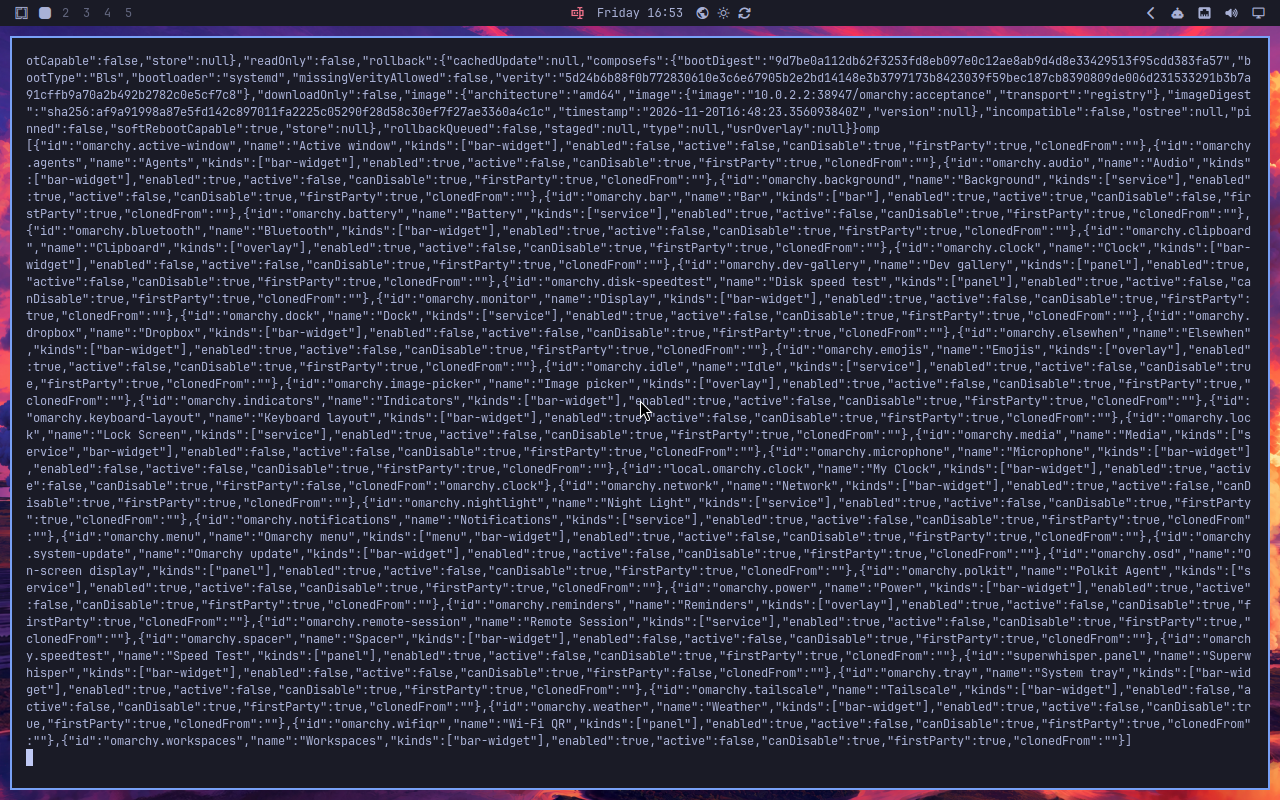 2 3 4 5
Friday 16:53
otCapable":false,"store":null},"readOnly":false,"rollback":{"cachedUpdate":null,"composefs":{"bootDigest":"9d7be0a112db62f3253fd8eb097e0c12ae8ab9d4d8e33429513f95cdd383fa57","b
ootType":"Bls","bootloader":"systemd","missingVerityAllowed":false,"verity":"5d24b6b88f0b772830610e3c6e67905b2e2bd14148e3b3797173b8423039f59bec187cb8390809de006d231533291b3b7a
91cffb9a70a2b492b2782c0e5cf7c8"},"downloadOnly":false,"image":{"architecture":"amd64","image":{"image":"10.0.2.2:38947/omarchy:acceptance","transport":"registry"},"imageDigest
":"sha256:af9a91998a87e5fd142c897011fa2225c05290f28d58c30ef7f27ae3360a4c1c","timestamp":"2026-11-20T16:48:23.356093840Z","version":null},"incompatible":false,"ostree":null,"pi
nned":false,"softRebootCapable":true,"store":null},"rollbackQueued":false,"staged":null,"type":null,"usrOverlay":null}}omp
[{"id":"omarchy.active-window","name":"Active window","kinds":["bar-widget"],"enabled":false,"active":false,"canDisable":true,"firstParty":true,"clonedFrom":""},{"id":"omarchy
.agents","name":"Agents","kinds":["bar-widget"],"enabled":true,"active":false,"canDisable":true,"firstParty":true,"clonedFrom":""},{"id":"omarchy.audio","name":"Audio","kinds"
:["bar-widget"],"enabled":true,"active":false,"canDisable":true,"firstParty":true,"clonedFrom":""},{"id":"omarchy.background","name":"Background","kinds":["service"],"enabled"
:true,"active":false,"canDisable":true,"firstParty":true,"clonedFrom":""},{"id":"omarchy.bar","name":"Bar","kinds":["bar"],"enabled":true,"active":false,"canDisable":true,"fir
stParty":true,"clonedFrom":""},{"id":"omarchy.battery","name":"Battery","kinds":["service"],"enabled":true,"active":false,"canDisable":true,"firstParty":true,"clonedFrom":""},
{"id":"omarchy.bluetooth","name":"Bluetooth","kinds":["bar-widget"],"enabled":true,"active":false,"canDisable":true,"firstParty":true,"clonedFrom":""},{"id":"omarchy.clipboard
","name":"Clipboard","kinds":["overlay"],"enabled":true,"active":false,"canDisable":true,"firstParty":true,"clonedFrom":""},{"id":"omarchy.clock","name":"Clock","kinds":["bar-
widget"],"enabled":false,"active":false,"canDisable":true,"firstParty":true,"clonedFrom":""},{"id":"omarchy.dev-gallery","name":"Dev gallery","kinds":["panel"],"enabled":true,
"active":false,"canDisable":true,"firstParty":true,"clonedFrom":""},{"id":"omarchy.disk-speedtest","name":"Disk speed test","kinds":["panel"],"enabled":true,"active":false,"ca
nDisable":true,"firstParty":true,"clonedFrom":""},{"id":"omarchy.monitor","name":"Display","kinds":["bar-widget"],"enabled":true,"active":false,"canDisable":true,"firstParty":
true,"clonedFrom":""},{"id":"omarchy.dock","name":"Dock","kinds":["service"],"enabled":true,"active":false,"canDisable":true,"firstParty":true,"clonedFrom":""},{"id":"omarchy.
dropbox","name":"Dropbox","kinds":["bar-widget"],"enabled":false,"active":false,"canDisable":true,"firstParty":true,"clonedFrom":""},{"id":"omarchy.elsewhen","name":"Elsewhen"
,"kinds":["bar-widget"],"enabled":true,"active":false,"canDisable":true,"firstParty":true,"clonedFrom":""},{"id":"omarchy.emojis","name":"Emojis","kinds":["overlay"],"enabled"
:true,"active":false,"canDisable":true,"firstParty":true,"clonedFrom":""},{"id":"omarchy.idle","name":"Idle","kinds":["service"],"enabled":true,"active":false,"canDisable":tru
e,"firstParty":true,"clonedFrom":""},{"id":"omarchy.image-picker","name":"Image picker","kinds":["overlay"],"enabled":true,"active":false,"canDisable":true,"firstParty":true,"
clonedFrom":""},{"id":"omarchy.indicators","name":"Indicators","kinds":["bar-widget"],"enabled":true,"active":false,"canDisable":true,"firstParty":true,"clonedFrom":""},{"id":
"omarchy.keyboard-layout","name":"Keyboard layout","kinds":["bar-widget"],"enabled":true,"active":false,"canDisable":true,"firstParty":true,"clonedFrom":""},{"id":"omarchy.loc
k","name":"Lock Screen","kinds":["service"],"enabled":true,"active":false,"canDisable":true,"firstParty":true,"clonedFrom":""},{"id":"omarchy.media","name":"Media","kinds":["s
ervice","bar-widget"],"enabled":false,"active":false,"canDisable":true,"firstParty":true,"clonedFrom":""},{"id":"omarchy.microphone","name":"Microphone","kinds":["bar-widget"]
,"enabled":false,"active":false,"canDisable":true,"firstParty":true,"clonedFrom":""},{"id":"local.omarchy.clock","name":"My Clock","kinds":["bar-widget"],"enabled":true,"activ
e":false,"canDisable":true,"firstParty":false,"clonedFrom":"omarchy.clock"},{"id":"omarchy.network","name":"Network","kinds":["bar-widget"],"enabled":true,"active":false,"canD
isable":true,"firstParty":true,"clonedFrom":""},{"id":"omarchy.nightlight","name":"Night Light","kinds":["service"],"enabled":true,"active":false,"canDisable":true,"firstParty
":true,"clonedFrom":""},{"id":"omarchy.notifications","name":"Notifications","kinds":["service"],"enabled":true,"active":false,"canDisable":true,"firstParty":true,"clonedFrom"
:""},{"id":"omarchy.menu","name":"Omarchy menu","kinds":["menu","bar-widget"],"enabled":true,"active":false,"canDisable":true,"firstParty":true,"clonedFrom":""},{"id":"omarchy
.system-update","name":"Omarchy update","kinds":["bar-widget"],"enabled":true,"active":false,"canDisable":true,"firstParty":true,"clonedFrom":""},{"id":"omarchy.osd","name":"O
n-screen display","kinds":["panel"],"enabled":true,"active":false,"canDisable":true,"firstParty":true,"clonedFrom":""},{"id":"omarchy.polkit","name":"Polkit Agent","kinds":["s
ervice"],"enabled":true,"active":false,"canDisable":true,"firstParty":true,"clonedFrom":""},{"id":"omarchy.power","name":"Power","kinds":["bar-widget"],"enabled":true,"active"
:false,"canDisable":true,"firstParty":true,"clonedFrom":""},{"id":"omarchy.reminders","name":"Reminders","kinds":["overlay"],"enabled":true,"active":false,"canDisable":true,"f
irstParty":true,"clonedFrom":""},{"id":"omarchy.remote-session","name":"Remote Session","kinds":["service"],"enabled":true,"active":false,"canDisable":true,"firstParty":true,"
clonedFrom":""},{"id":"omarchy.spacer","name":"Spacer","kinds":["bar-widget"],"enabled":false,"active":false,"canDisable":true,"firstParty":true,"clonedFrom":""},{"id":"omarch
y.speedtest","name":"Speed Test","kinds":["panel"],"enabled":true,"active":false,"canDisable":true,"firstParty":true,"clonedFrom":""},{"id":"superwhisper.panel","name":"Superw
hisper","kinds":["bar-widget"],"enabled":false,"active":false,"canDisable":true,"firstParty":false,"clonedFrom":""},{"id":"omarchy.tray","name":"System tray","kinds":["bar-wid
get"],"enabled":true,"active":false,"canDisable":true,"firstParty":true,"clonedFrom":""},{"id":"omarchy.tailscale","name":"Tailscale","kinds":["bar-widget"],"enabled":false,"a
ctive":false,"canDisable":true,"firstParty":true,"clonedFrom":""},{"id":"omarchy.weather","name":"Weather","kinds":["bar-widget"],"enabled":true,"active":false,"canDisable":tr
ue,"firstParty":true,"clonedFrom":""},{"id":"omarchy.wifiqr","name":"Wi-Fi QR","kinds":["panel"],"enabled":true,"active":false,"canDisable":true,"firstParty":true,"clonedFrom"
:""},{"id":"omarchy.workspaces","name":"Workspaces","kinds":["bar-widget"],"enabled":true,"active":false,"canDisable":true,"firstParty":true,"clonedFrom":""}]